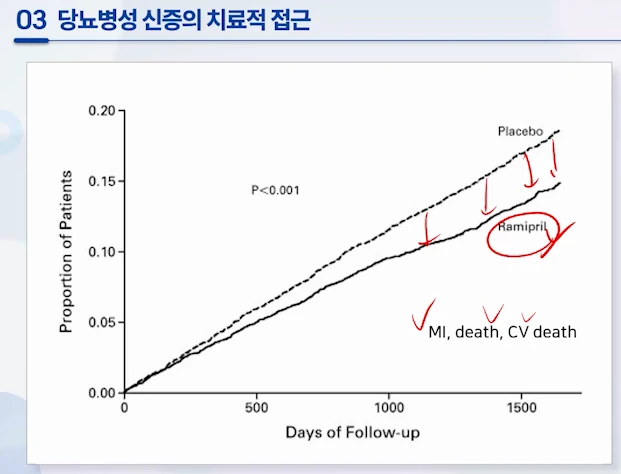 03 당뇨병성 신증의 치료적 접근
0.20
Placebo
0.15
P<0.001
Ramipril
0.10
Proportion of Patients
0.05
MI, death, CV death
0.00
0 500 1000 1500
Days of Follow-up